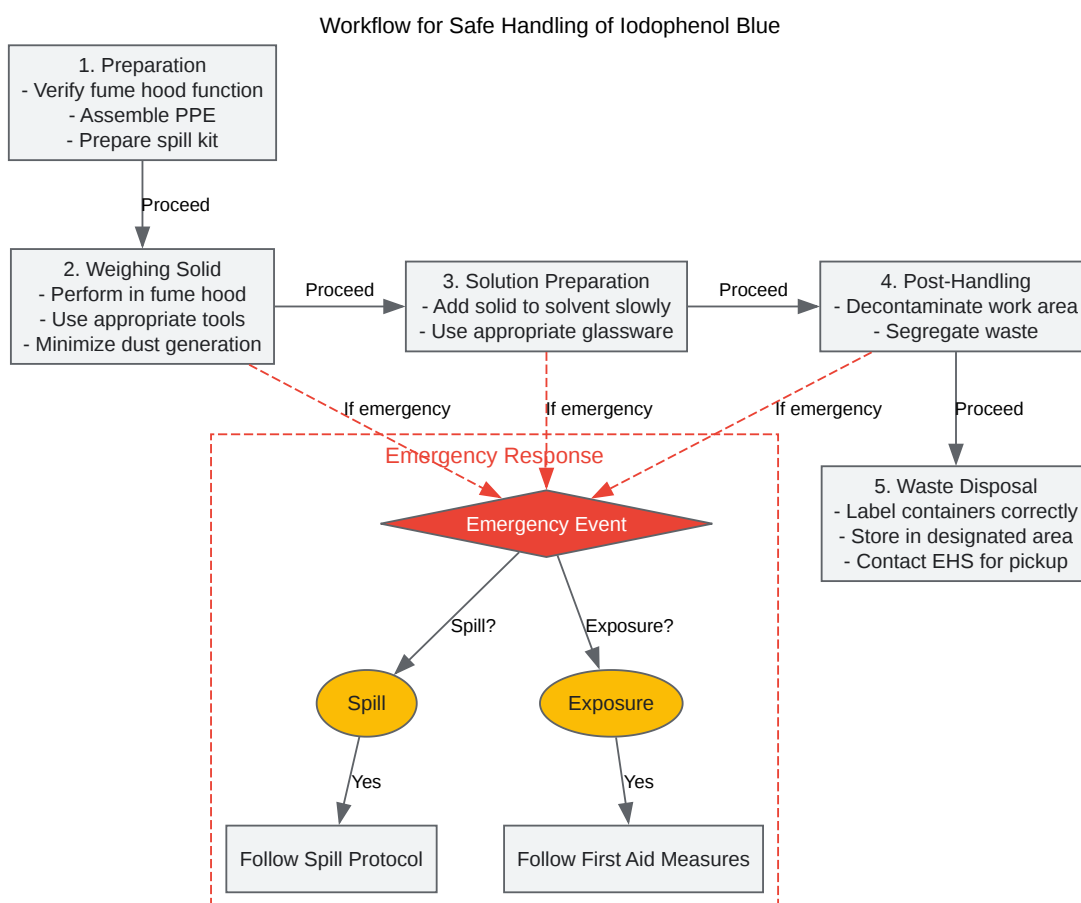 Workflow for Safe Handling of Iodophenol Blue
1. Preparation
- Verify fume hood function
- Assemble PPE
- Prepare spill kit
Proceed
2. Weighing Solid
- Perform in fume hood
- Use appropriate tools
- Minimize dust generation
Proceed
3. Solution Preparation
- Add solid to solvent slowly
- Use appropriate glassware
Proceed
4. Post-Handling
- Decontaminate work area
- Segregate waste
If emergency
If emergency
If emergency
Proceed
Emergency Response
Emergency Event
5. Waste Disposal
- Label containers correctly
- Store in designated area
- Contact EHS for pickup
Spill?
Exposure?
Spill
Exposure
Yes
Yes
Follow Spill Protocol
Follow First Aid Measures